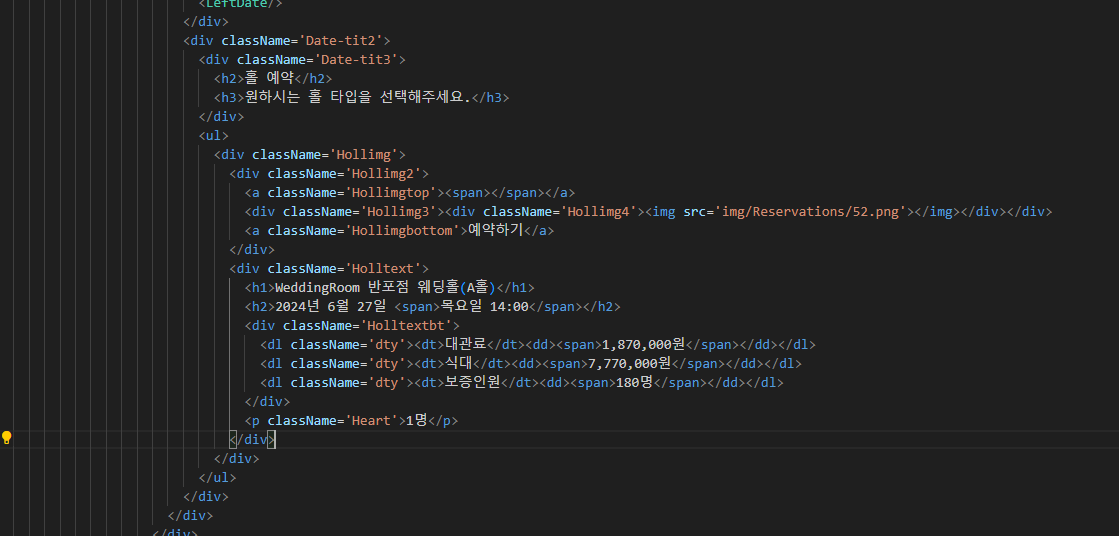 <LeftDate/>
</div>
<div className='Date-tit2'>
<div className='Date-tit3'>
<h2>홀 예약</h2>
<h3>원하시는 홀 타입을 선택해주세요.</h3>
</div>
<ul>
<div className='Hollimg'>
<div className='Hollimg2'>
<a className='Hollimgtop'><span></span></a>
<div className='Hollimg3'><div className='Hollimg4'><img src='img/Reservations/52.png'></img></div></div>
<a className='Hollimgbottom'>예약하기</a>
</div>
<div className='Holltext'>
<h1>WeddingRoom 반포점 웨딩홀(A홀)</h1>
<h2>2024년 6월 27일 <span>목요일 14:00</span></h2>
<div className='Holltextbt'>
<dl className='dty'><dt>대관료</dt><dd><span>1,870,000원</span></dd></dl>
<dl className='dty'><dt>식대</dt><dd><span>7,770,000원</span></dd></dl>
<dl className='dty'><dt>보증인원</dt><dd><span>180명</span></dd></dl>
</div>
<p className='Heart'>1명</p>
</div>
</div>
</ul>
</div>
</div>
</div>